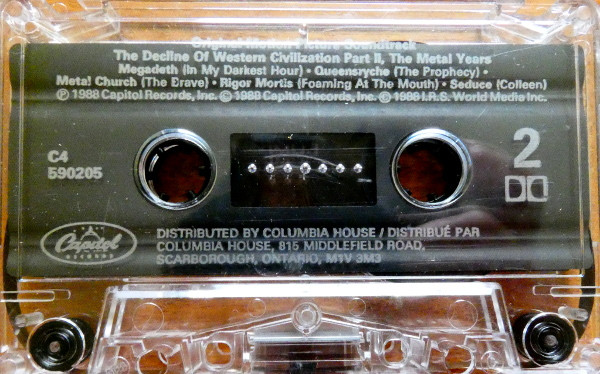 Original Motion Picture Soundtrack
The Decline Of Western Civilization Part II, The Metal Years
Megadeth (In My Darkest Hour) • Queensryche (The Prophecy) •
Metal Church (The Brave) • Rigor Mortis (Foaming At The Mouth) • Seduce (Colleen)
℗ 1988 Capitol Records, Inc. © 1988 Capitol Records, Inc. © 1988 I.R.S. World Media Inc.
C4
590205
2
Capitol
RECORDS
DISTRIBUTED BY COLUMBIA HOUSE / DISTRIBUÉ PAR
COLUMBIA HOUSE, 815 MIDDLEFIELD ROAD,
SCARBOROUGH, ONTARIO, M1V 3M3